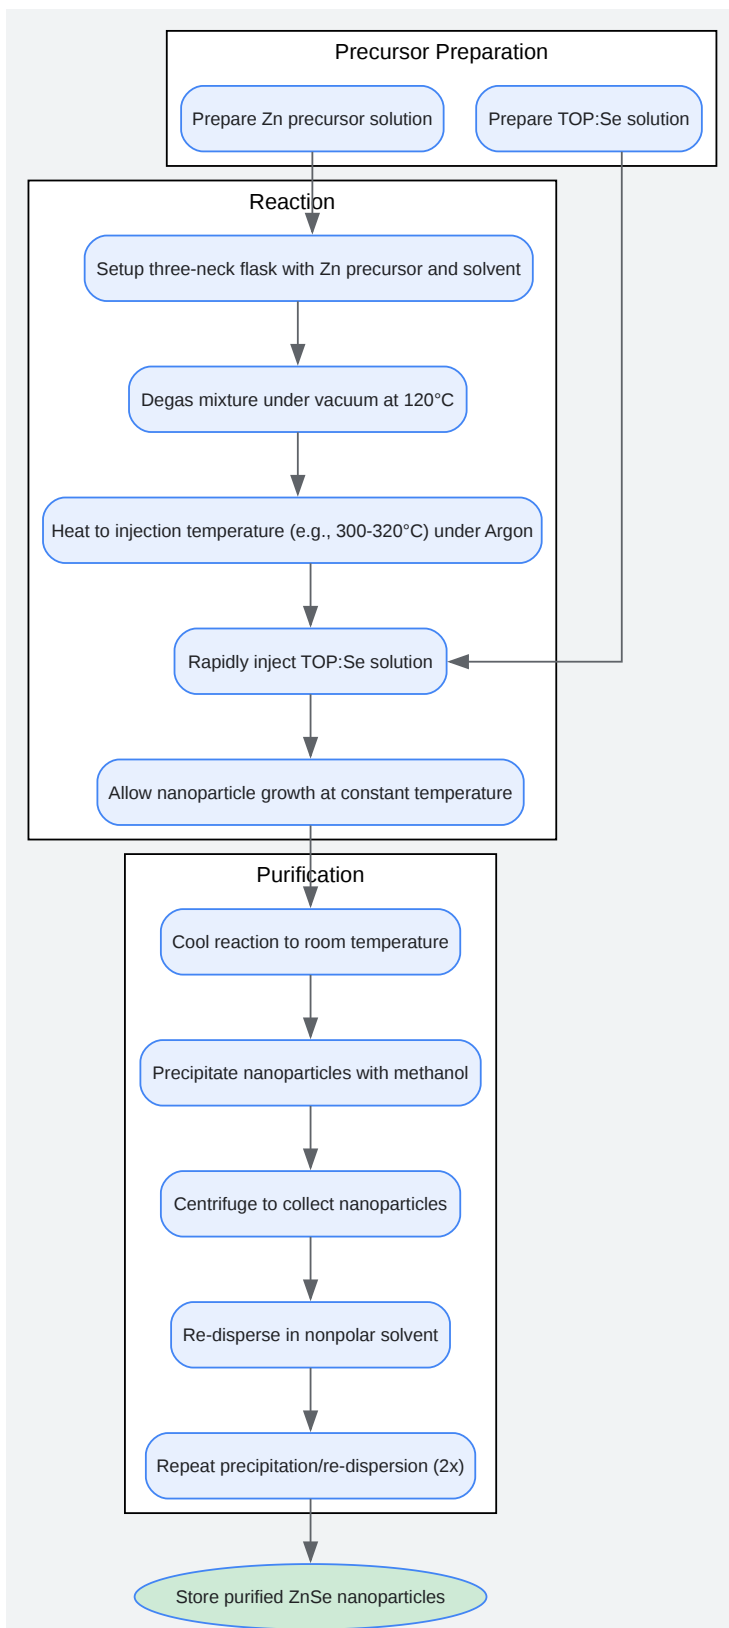 Precursor Preparation
Prepare Zn precursor solution
Prepare TOP:Se solution
Reaction
Setup three-neck flask with Zn precursor and solvent
Degas mixture under vacuum at 120°C
Heat to injection temperature (e.g., 300-320°C) under Argon
Rapidly inject TOP:Se solution
Allow nanoparticle growth at constant temperature
Purification
Cool reaction to room temperature
Precipitate nanoparticles with methanol
Centrifuge to collect nanoparticles
Re-disperse in nonpolar solvent
Repeat precipitation/re-dispersion (2x)
Store purified ZnSe nanoparticles